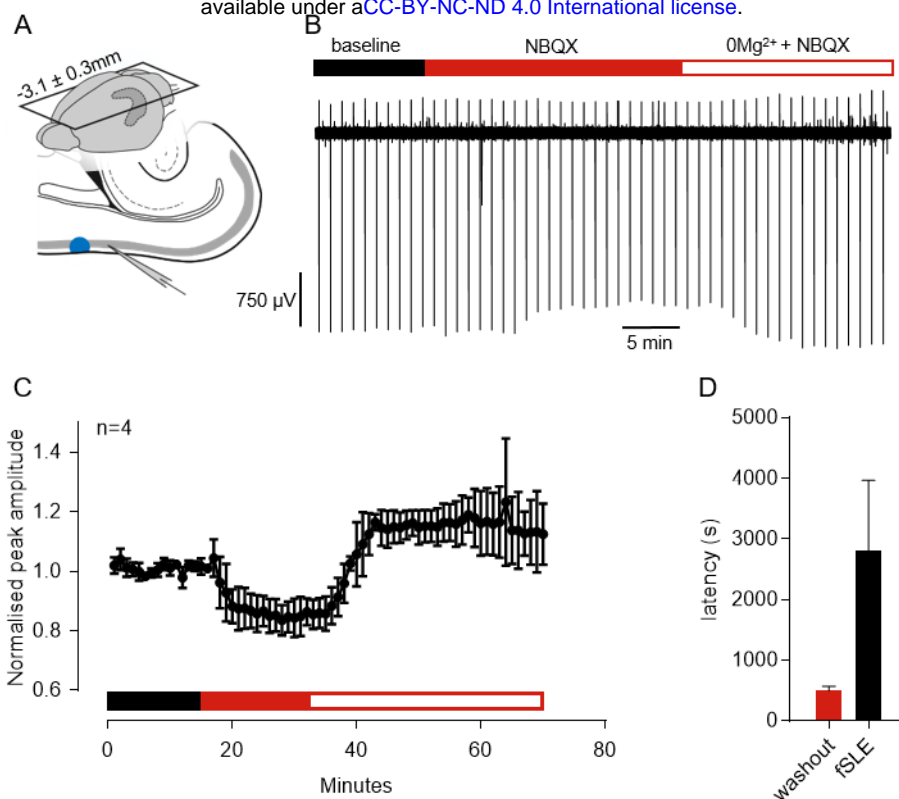 available under aCC-BY-NC-ND 4.0 International license.
A
B
-3.1 ± 0.3mm
baseline NBQX 0Mg²⁺ + NBQX
750 µV
5 min
C
n=4
Normalised peak amplitude
1.4
1.2
1.0
0.8
0.6
0 20 40 60 80
Minutes
D
latency (s)
5000
4000
3000
2000
1000
0
washout fSLE